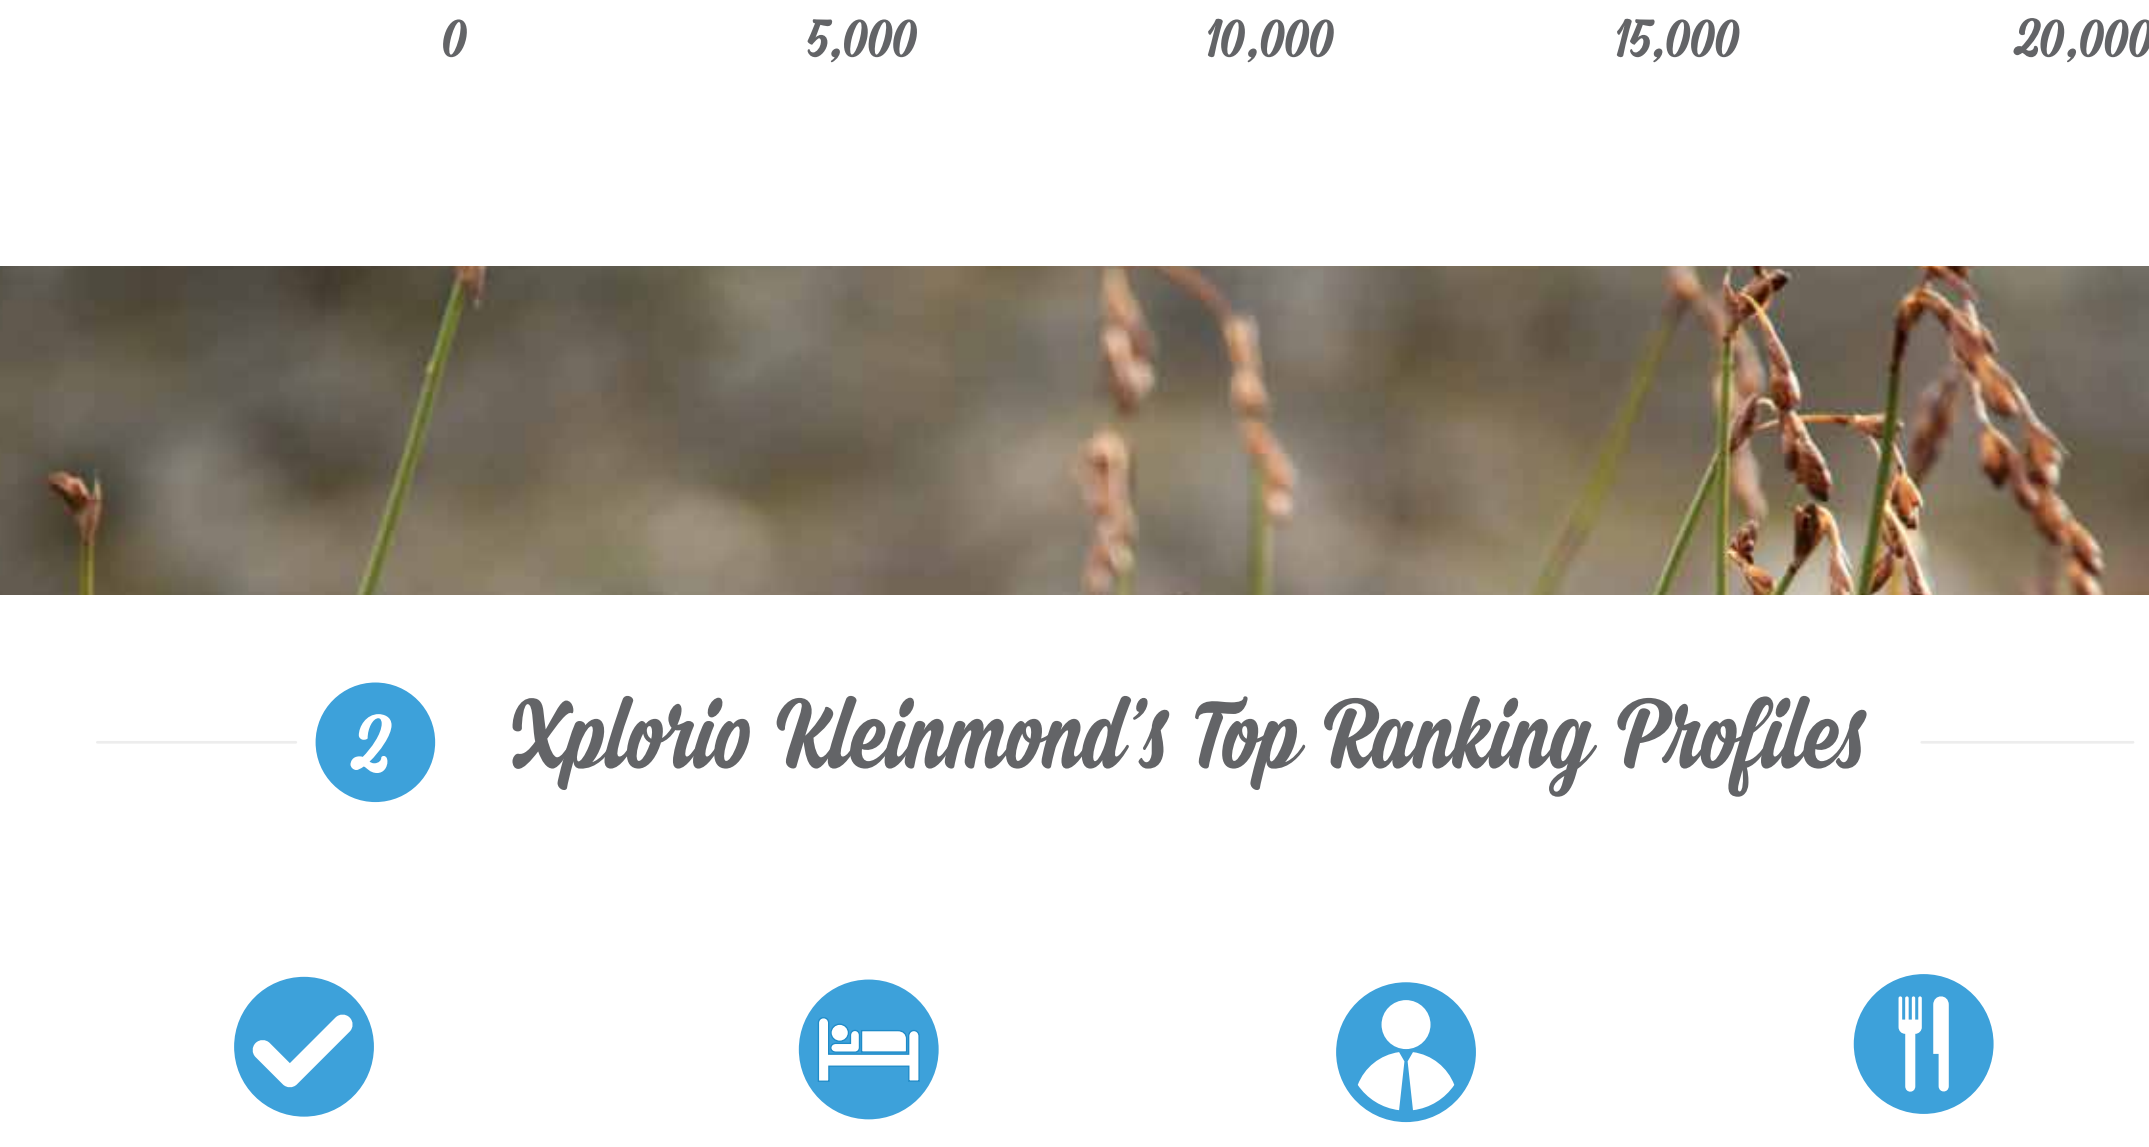 0 5,000 10,000 15,000 20,000
2 Xplorio Kleinmond's Top Ranking Profiles